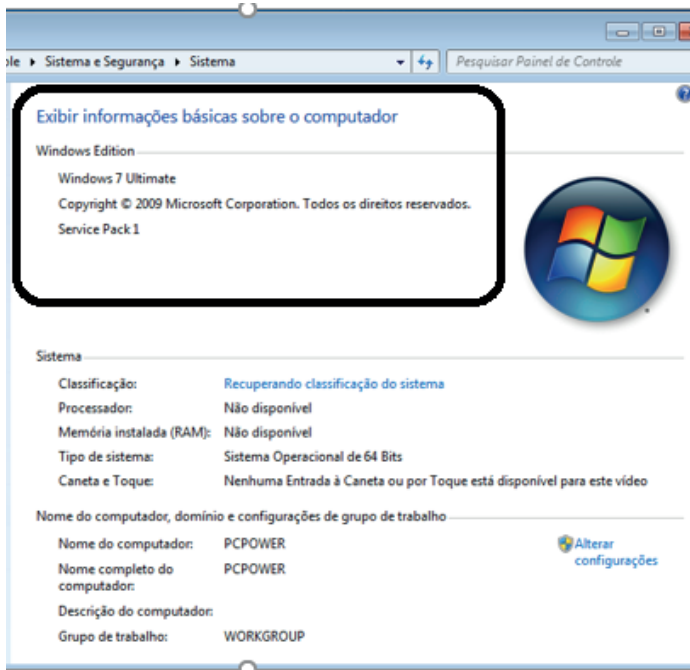 Sistema e Segurança ▸ Sistema
Pesquisar Painel de Controle
Exibir informações básicas sobre o computador
Windows Edition
Windows 7 Ultimate
Copyright © 2009 Microsoft Corporation. Todos os direitos reservados.
Service Pack 1
Sistema
Classificação: Recuperando classificação do sistema
Processador: Não disponível
Memória instalada (RAM): Não disponível
Tipo de sistema: Sistema Operacional de 64 Bits
Caneta e Toque: Nenhuma Entrada à Caneta ou por Toque está disponível para este vídeo
Nome do computador, domínio e configurações de grupo de trabalho
Nome do computador: PCPOWER
Alterar
configurações
Nome completo do
computador: PCPOWER
Descrição do computador:
Grupo de trabalho: WORKGROUP